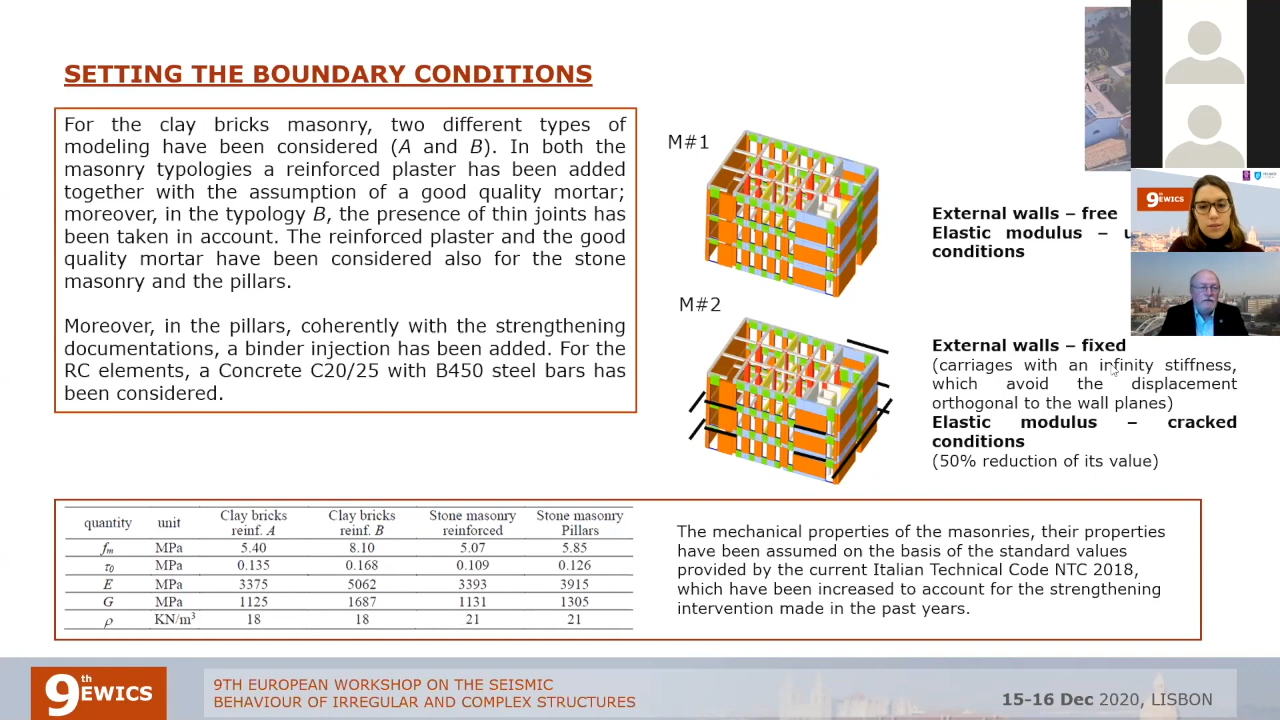 SETTING THE BOUNDARY CONDITIONS
For the clay bricks masonry, two different types of
modeling have been considered (A and B). In both the
masonry typologies a reinforced plaster has been added
together with the assumption of a good quality mortar;
moreover, in the typology B, the presence of thin joints has
been taken in account. The reinforced plaster and the good
quality mortar have been considered also for the stone
masonry and the pillars.
Moreover, in the pillars, coherently with the strengthening
documentations, a binder injection has been added. For the
RC elements, a Concrete C20/25 with B450 steel bars has
been considered.
M#1
External walls – free
Elastic modulus –
conditions
M#2
External walls – fixed
(carriages with an infinity stiffness,
which avoid the displacement
orthogonal to the wall planes)
Elastic modulus – cracked
conditions
(50% reduction of its value)
9th EWICS
quantity unit Clay bricks reinf. A Clay bricks reinf. B Stone masonry reinforced Stone masonry Pillars
fm MPa 5.40 8.10 5.07 5.85
τ0 MPa 0.135 0.168 0.109 0.126
E MPa 3375 5062 3393 3915
G MPa 1125 1687 1131 1305
ρ KN/m³ 18 18 21 21
The mechanical properties of the masonries, their properties
have been assumed on the basis of the standard values
provided by the current Italian Technical Code NTC 2018,
which have been increased to account for the strengthening
intervention made in the past years.
9th EWICS
9TH EUROPEAN WORKSHOP ON THE SEISMIC
BEHAVIOUR OF IRREGULAR AND COMPLEX STRUCTURES
15-16 Dec 2020, LISBON